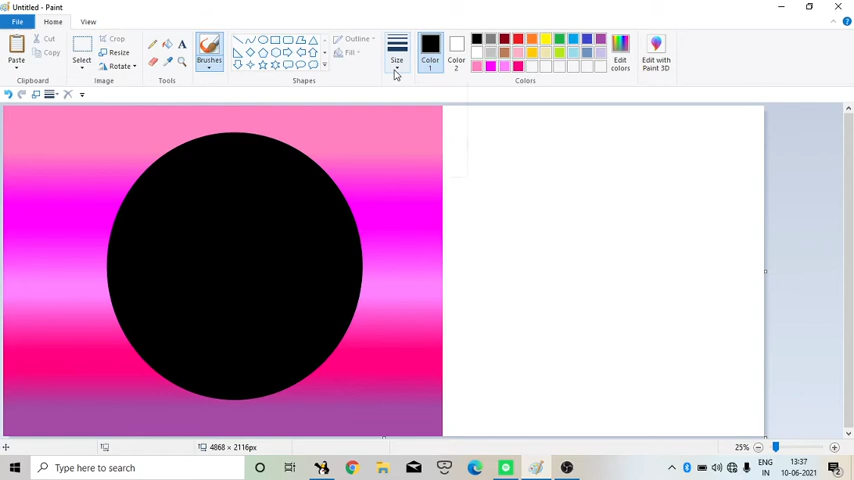 Untitled - Paint
File Home View
Paste
Cut
Copy
Clipboard
Select
Crop
Resize
Rotate
Image
A
Tools
Brushes
Shapes
Outline
Fill
Size
Color 1
Color 2
Colors
Edit colors
Edit with Paint 3D
4868 × 2116px
25%
Type here to search
ENG
IN
13:37
10-06-2021
2